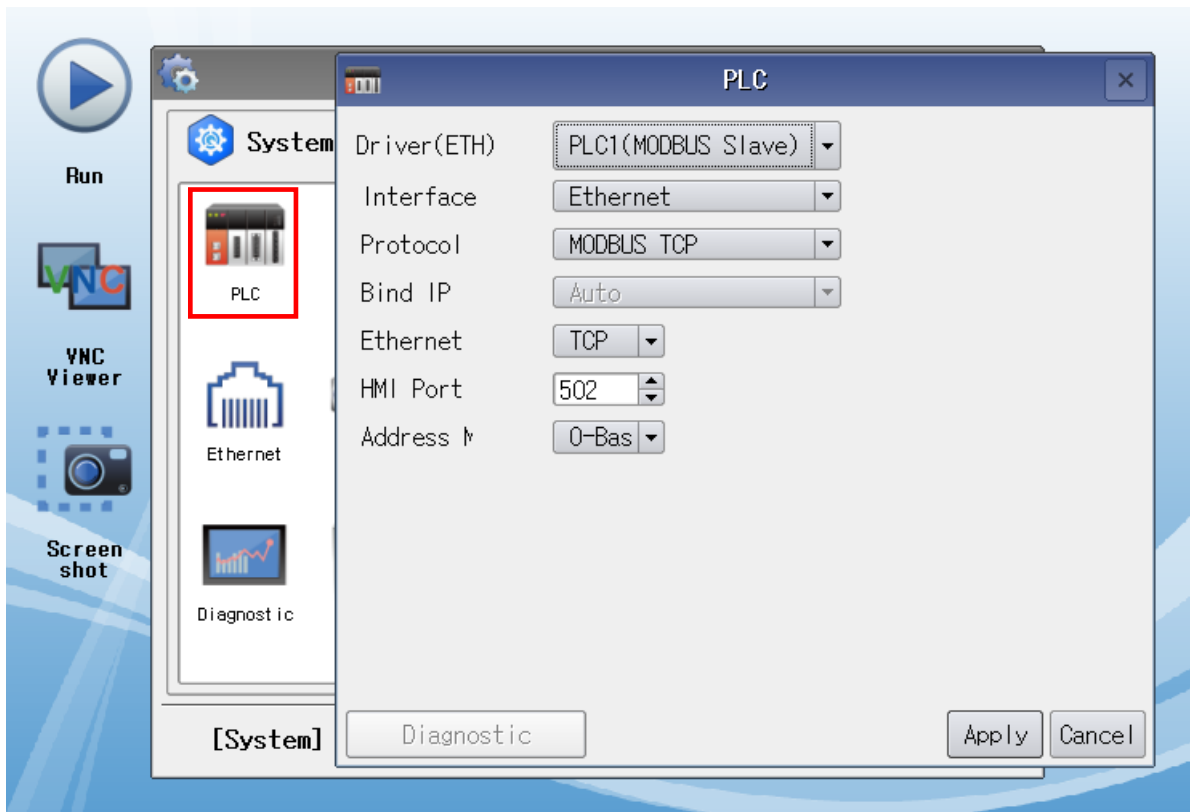 Run
VNC
VNC
Viewer
Screen
shot
System
PLC
Ethernet
Diagnostic
[System]
PLC
Driver(ETH) PLC1(MODBUS Slave)
Interface Ethernet
Protocol MODBUS TCP
Bind IP Auto
Ethernet TCP
HMI Port 502
Address 0-Bas
Diagnostic Apply Cancel